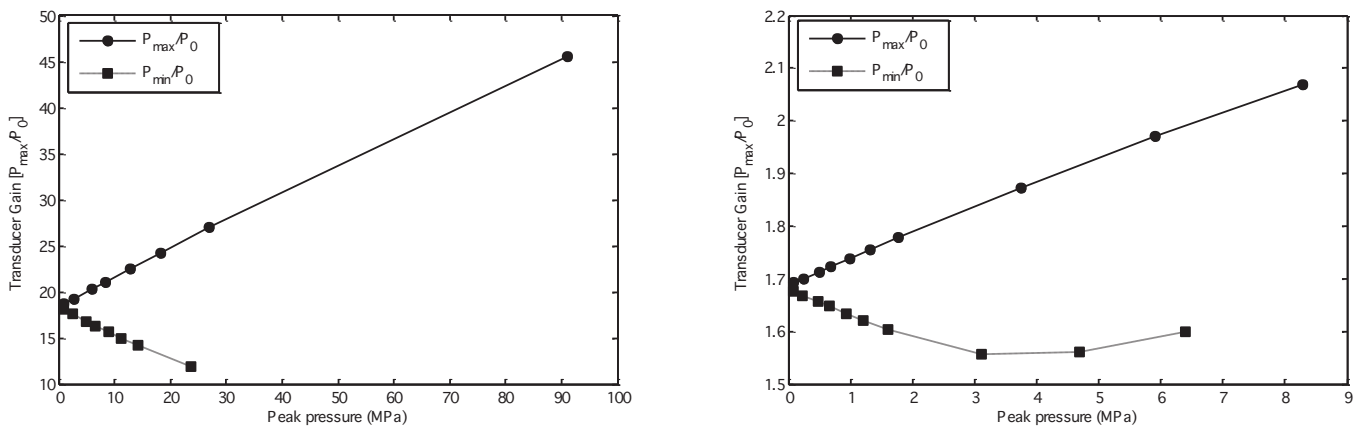 50
45
40
35
30
25
20
15
10
Transducer Gain [Pmax/P0]
Pmax/P0
Pmin/P0
0 10 20 30 40 50 60 70 80 90 100
Peak pressure (MPa)
2.2
2.1
2
1.9
1.8
1.7
1.6
1.5
Transducer Gain [Pmax/P0]
Pmax/P0
Pmin/P0
0 1 2 3 4 5 6 7 8 9
Peak pressure (MPa)